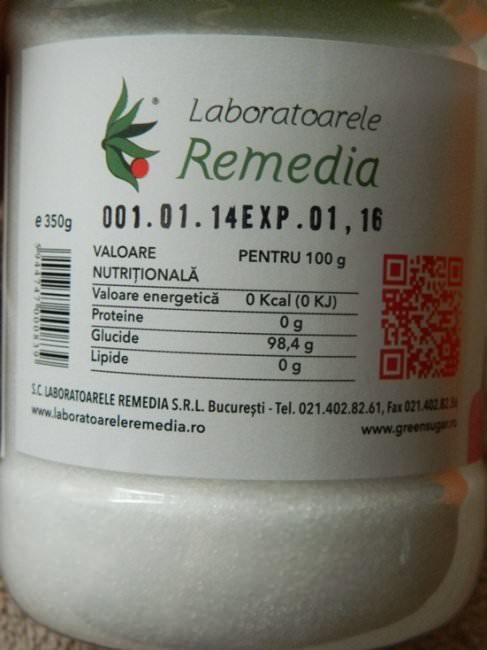 ®
Laboratoarele
Remedia
e 350g
001.01.14EXP.01,16
VALOARE NUTRIȚIONALĂ PENTRU 100 g
Valoare energetică 0 Kcal (0 KJ)
Proteine 0 g
Glucide 98,4 g
Lipide 0 g
S.C. LABORATOARELE REMEDIA S.R.L. București - Tel. 021.402.82.61, Fax 021.402.82
www.laboratoareleremedia.ro
www.greensugar.ro